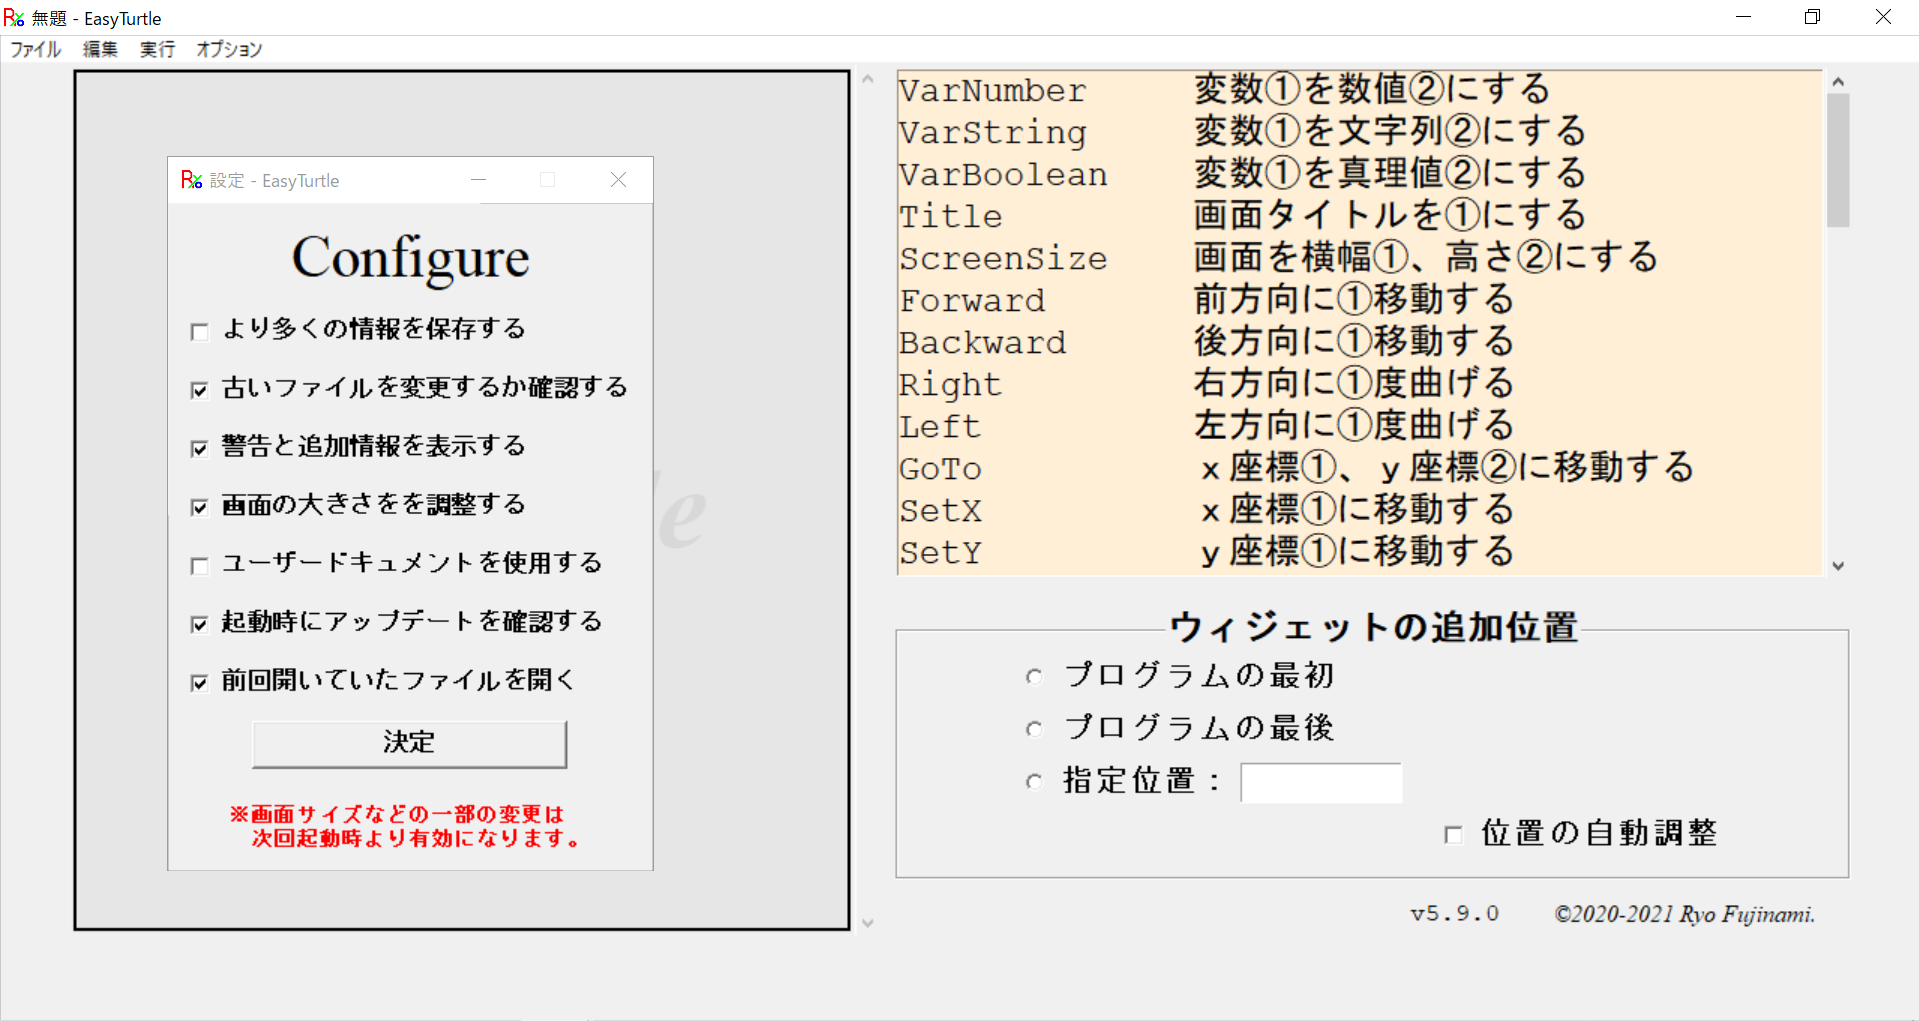 無題 - EasyTurtle
ファイル 編集 実行 オプション
設定 - EasyTurtle
Configure
より多くの情報を保存する
古いファイルを変更するか確認する
警告と追加情報を表示する
画面の大きさをを調整する
ユーザードキュメントを使用する
起動時にアップデートを確認する
前回開いていたファイルを開く
決定
※画面サイズなどの一部の変更は
次回起動時より有効になります。
le
VarNumber 変数①を数値②にする
VarString 変数①を文字列②にする
VarBoolean 変数①を真理値②にする
Title 画面タイトルを①にする
ScreenSize 画面を横幅①、高さ②にする
Forward 前方向に①移動する
Backward 後方向に①移動する
Right 右方向に①度曲げる
Left 左方向に①度曲げる
GoTo ｘ座標①、ｙ座標②に移動する
SetX ｘ座標①に移動する
SetY ｙ座標①に移動する
ウィジェットの追加位置
プログラムの最初
プログラムの最後
指定位置：
位置の自動調整
v5.9.0 ©2020-2021 Ryo Fujinami.